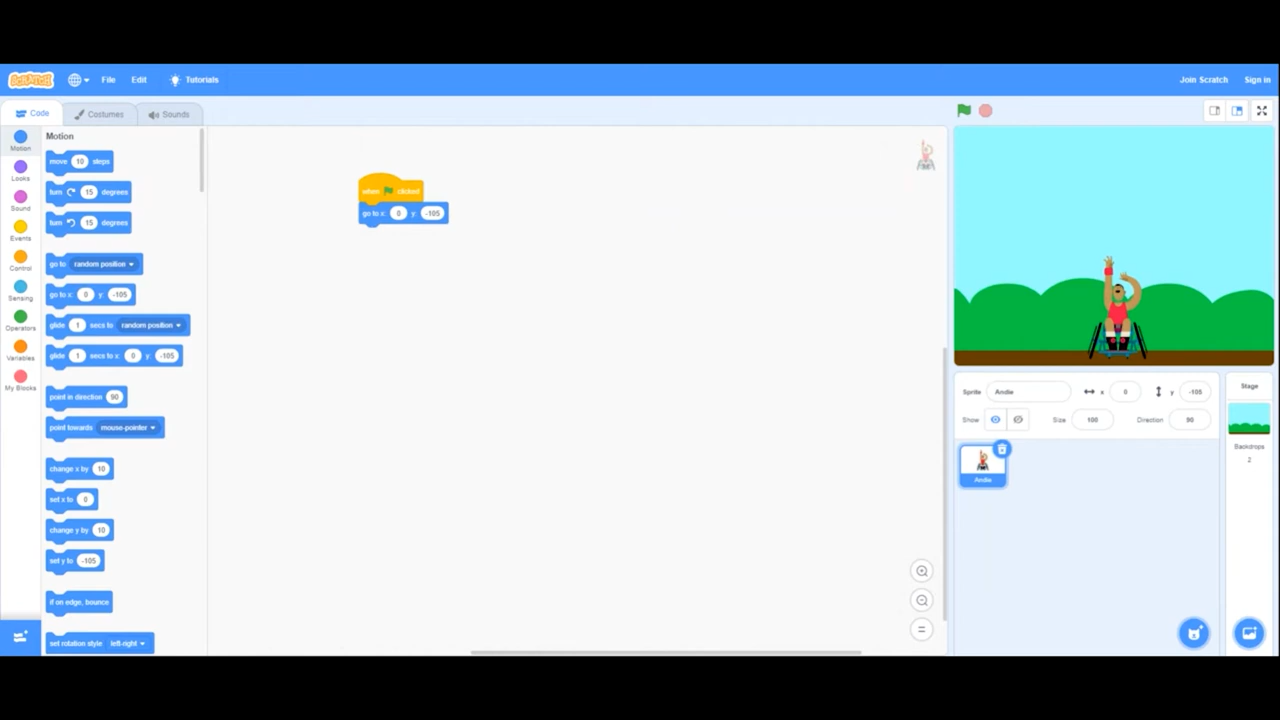 SCRATCH File Edit Tutorials Join Scratch Sign in
Code Costumes Sounds
Motion
Looks
Sound
Events
Control
Sensing
Operators
Variables
My Blocks
Motion
move 10 steps
turn 15 degrees
turn 15 degrees
go to random position
go to x: 0 y: -105
glide 1 secs to random position
glide 1 secs to x: 0 y: -105
point in direction 90
point towards mouse-pointer
change x by 10
set x to 0
change y by 10
set y to -105
if on edge, bounce
set rotation style left-right
when clicked
go to x: 0 y: -105
Sprite Andie x 0 y -105
Show Size 100 Direction 90
Andie
Stage
Backdrops
2